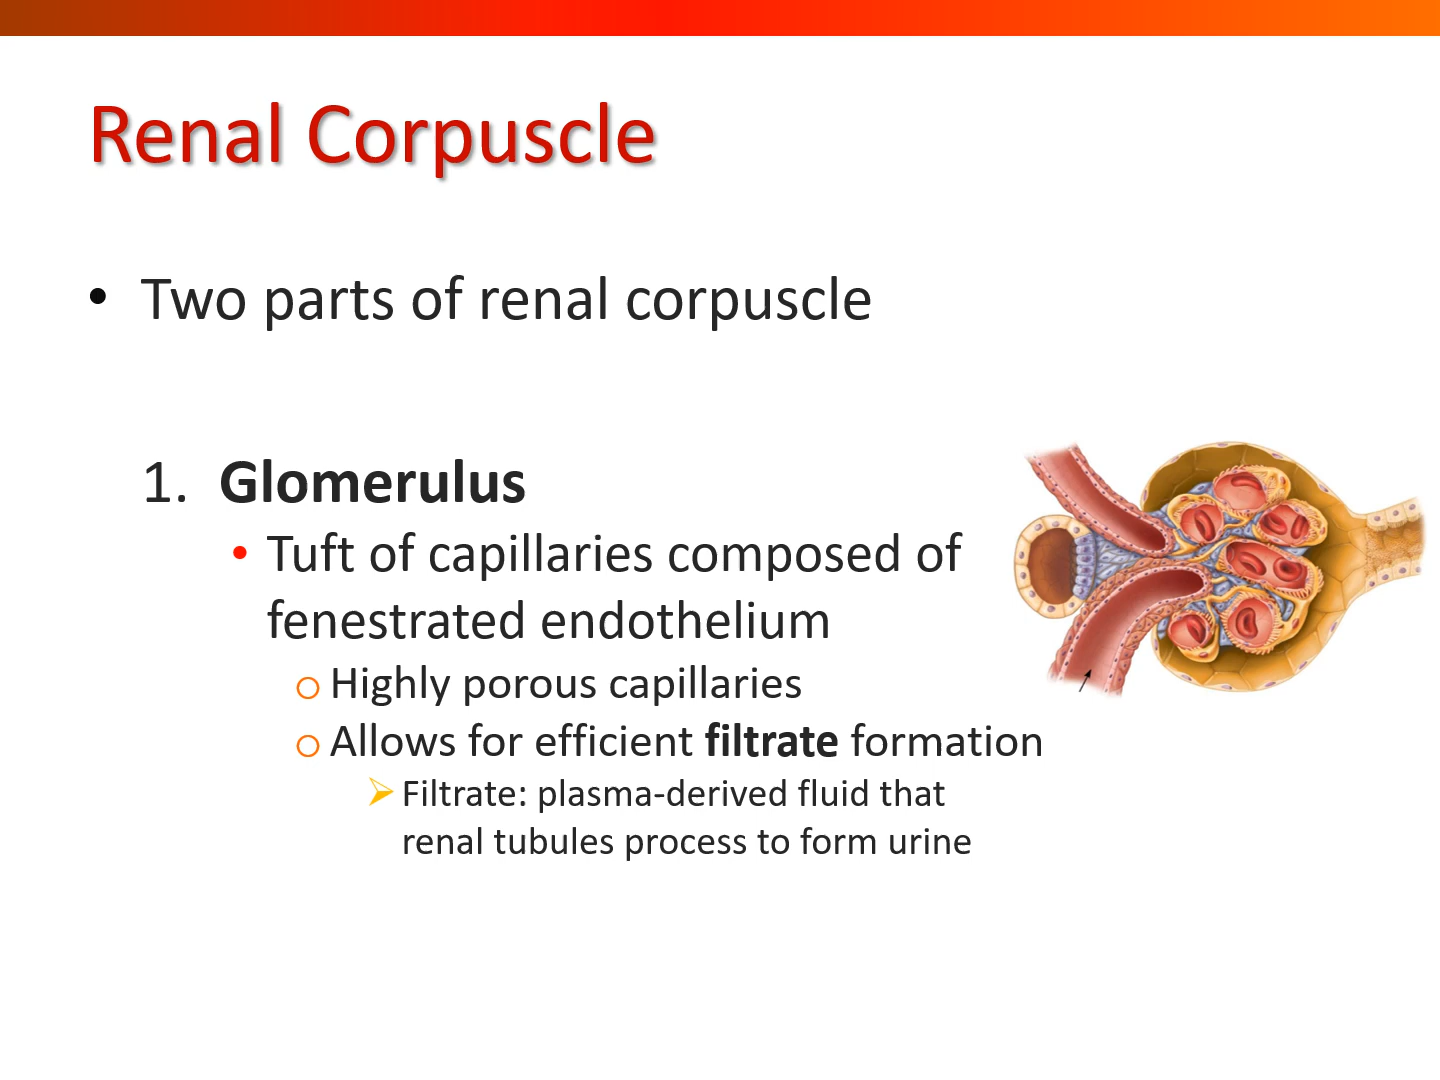 Renal Corpuscle
• Two parts of renal corpuscle
1. Glomerulus
• Tuft of capillaries composed of
fenestrated endothelium
o Highly porous capillaries
o Allows for efficient filtrate formation
➢ Filtrate: plasma-derived fluid that
renal tubules process to form urine